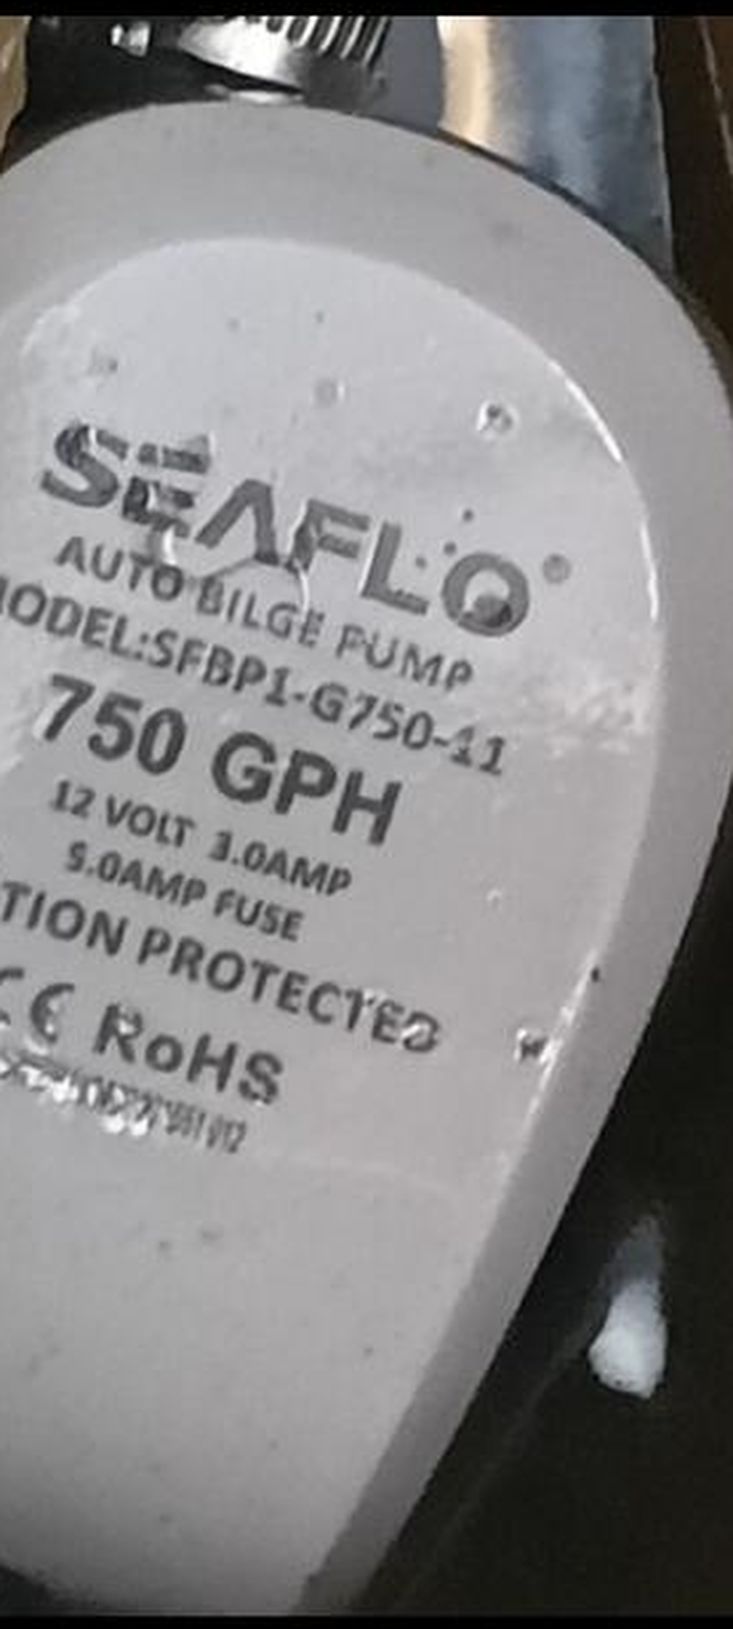 SEAFLO®
AUTO BILGE PUMP
MODEL:SFBP1-G750-11
750 GPH
12 VOLT 3.0AMP
5.0AMP FUSE
TION PROTECTED
CE RoHS